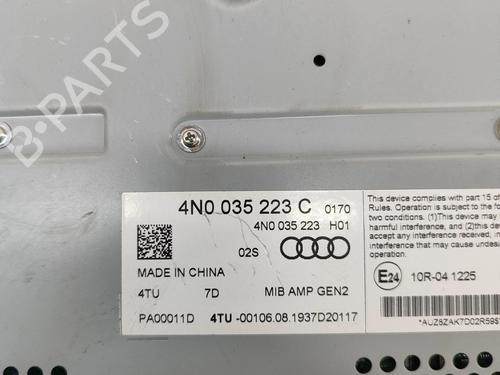 B-PARTS
4N0 035 223 C 0170
4N0 035 223 H01
02S
MADE IN CHINA
4TU 7D MIB AMP GEN2
PA00011D 4TU -00106.08.1937D20117
This device complies with part 15 of
Rules. Operation is subject to the fo
two conditions. (1)This device may
harmful interference, and (2)this dev
accept any interference received, in
interference that may cause undes
operation.
E24 10R-04 1225